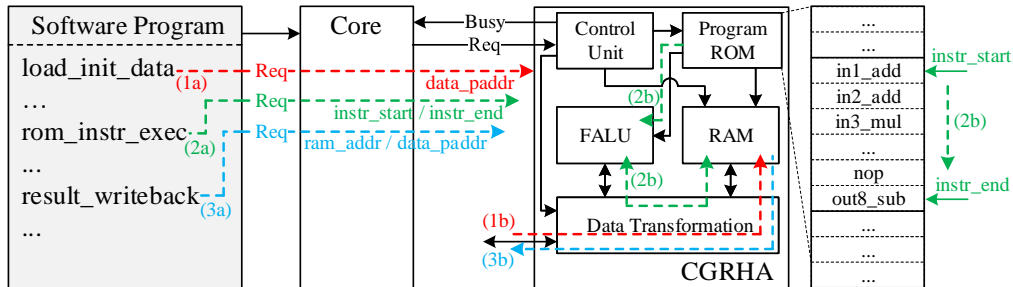 Software Program
load_init_data
(1a)
...
rom_instr_exec
(2a)
...
result_writeback
(3a)
...
Core
Req
Req
Req
Busy
Req
data_paddr
instr_start / instr_end
ram_addr / data_paddr
Control
Unit
Program
ROM
(2b)
FALU
RAM
(2b)
(1b)
Data Transformation
(3b)
CGRHA
...
...
in1_add
in2_add
in3_mul
...
nop
out8_sub
...
...
...
instr_start
(2b)
instr_end